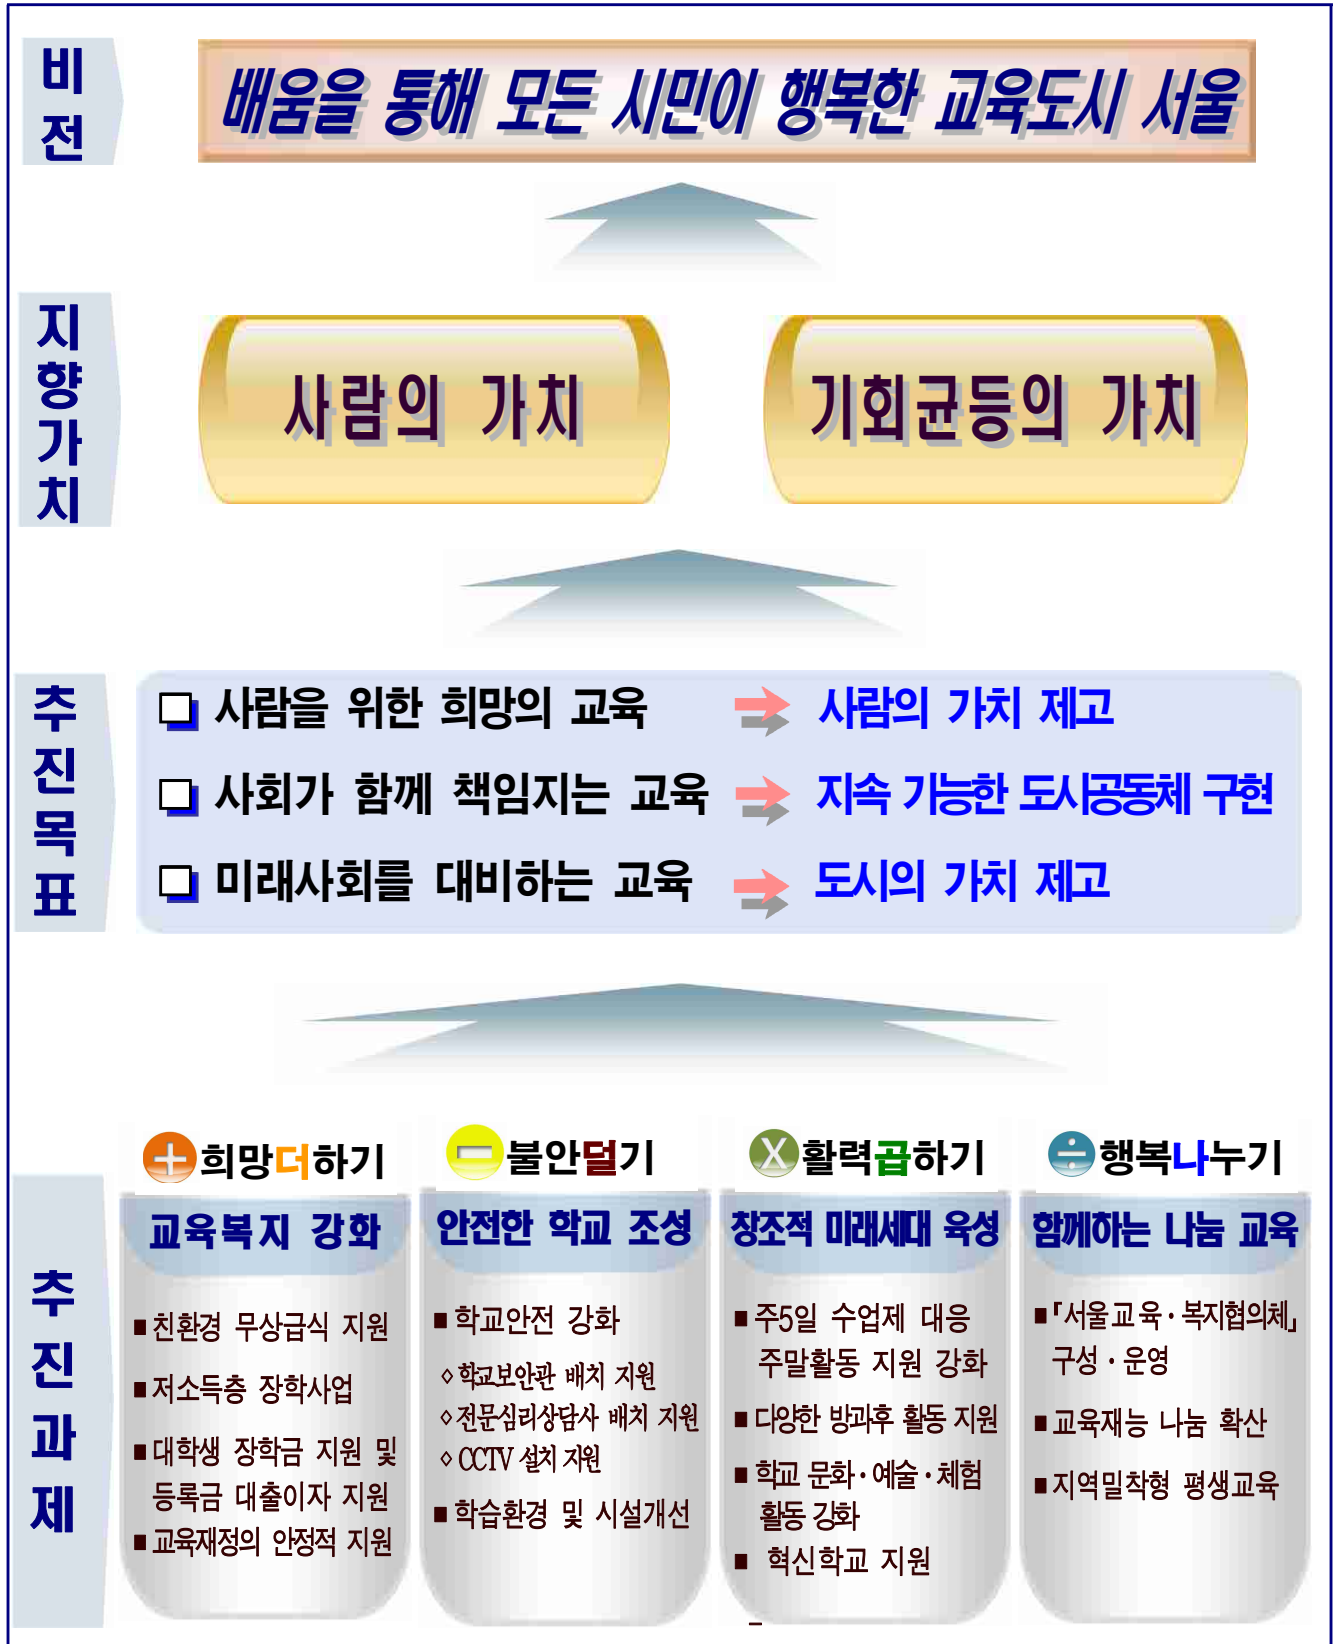 비전
배움을 통해 모든 시민이 행복한 교육도시 서울
지향가치
사람의 가치
기회균등의 가치
추진목표
사람을 위한 희망의 교육
사람의 가치 제고
사회가 함께 책임지는 교육
지속 가능한 도시공동체 구현
미래사회를 대비하는 교육
도시의 가치 제고
추진과제
희망더하기
교육복지 강화
■ 친환경 무상급식 지원
■ 저소득층 장학사업
■ 대학생 장학금 지원 및
등록금 대출이자 지원
■ 교육재정의 안정적 지원
불안덜기
안전한 학교 조성
■ 학교안전 강화
◇ 학교보안관 배치 지원
◇ 전문심리상담사 배치 지원
◇ CCTV 설치 지원
■ 학습환경 및 시설개선
X 활력곱하기
창조적 미래세대 육성
■ 주5일 수업제 대응
주말활동 지원 강화
■ 다양한 방과후 활동 지원
■ 학교 문화·예술·체험
활동 강화
■ 혁신학교 지원
÷ 행복나누기
함께하는 나눔 교육
■ 『서울교육·복지협의체』
구성·운영
■ 교육재능 나눔 확산
■ 지역밀착형 평생교육